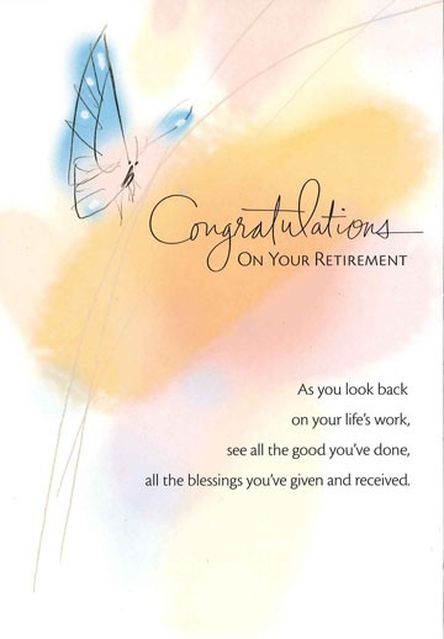 Congratulations
On Your Retirement
As you look back
on your life's work,
see all the good you've done,
all the blessings you've given and received.